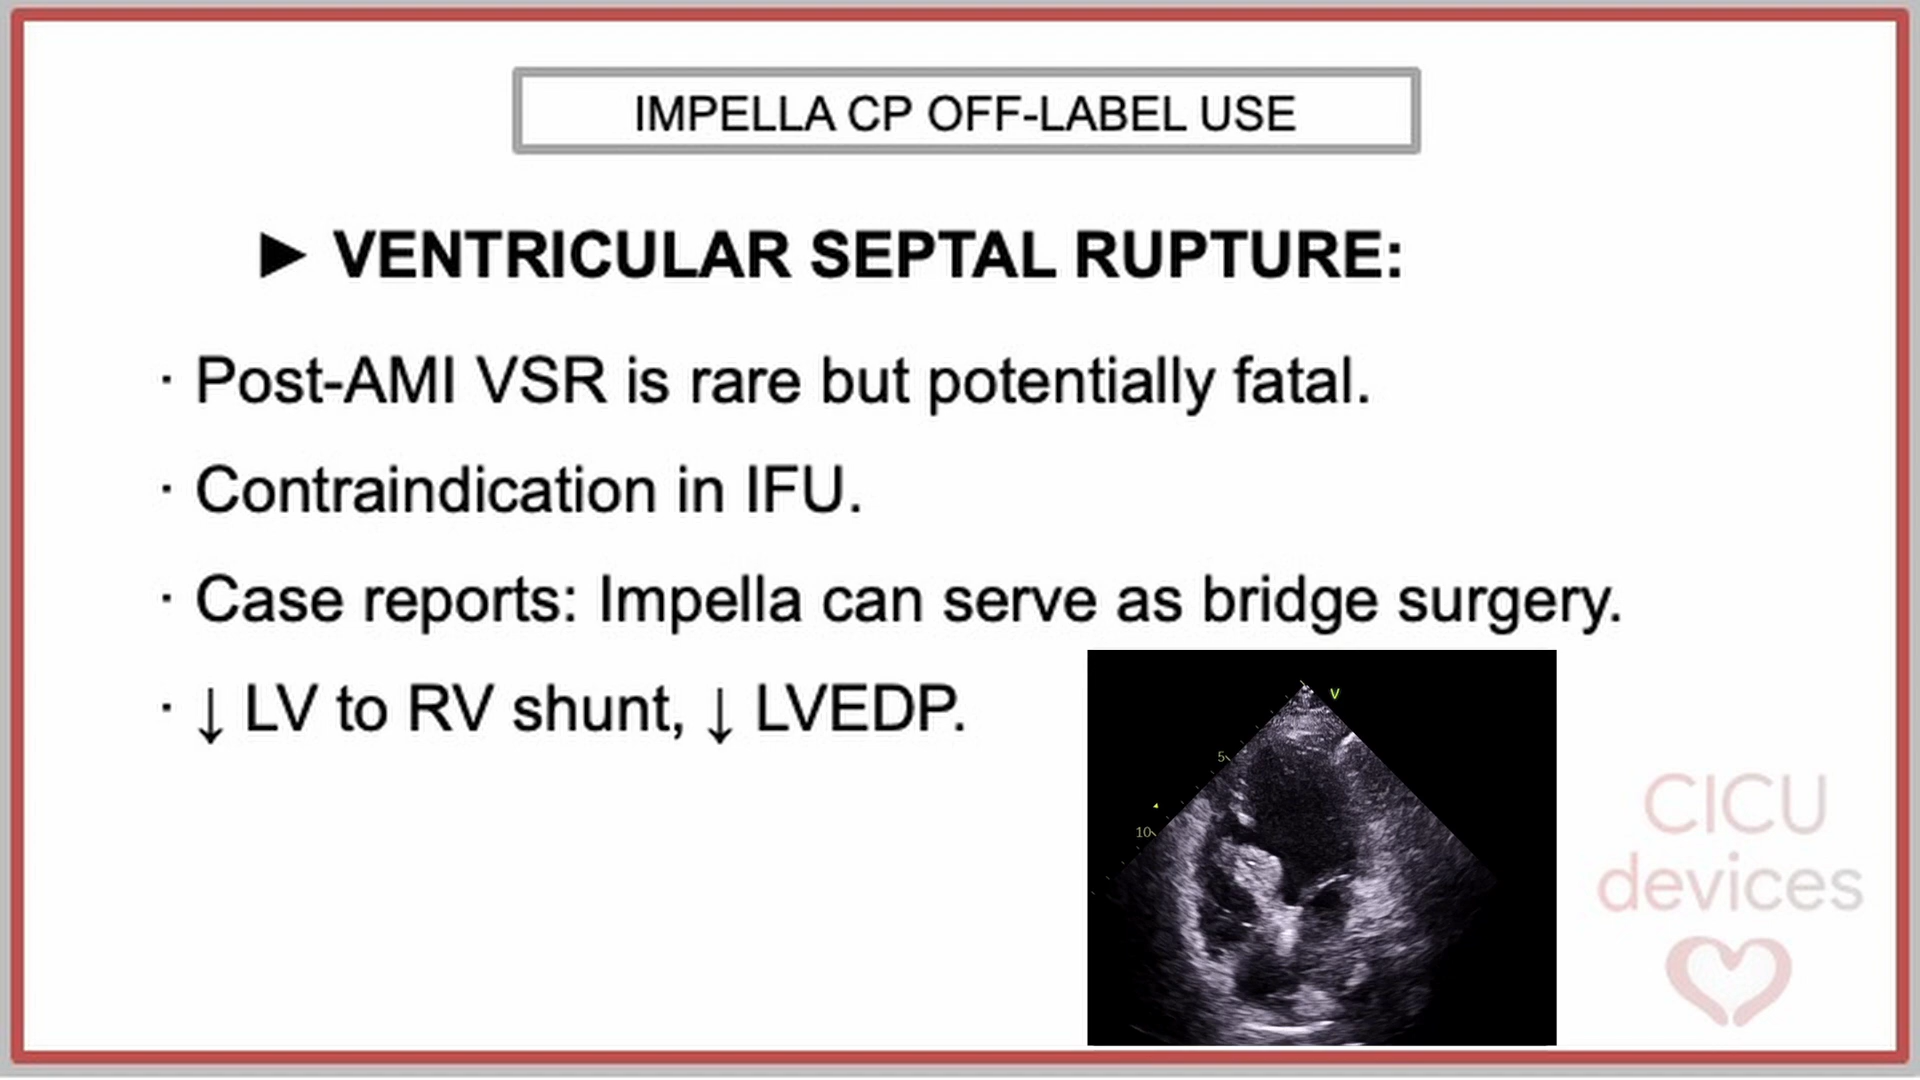 IMPELLA CP OFF-LABEL USE
► VENTRICULAR SEPTAL RUPTURE:
· Post-AMI VSR is rare but potentially fatal.
· Contraindication in IFU.
· Case reports: Impella can serve as bridge surgery.
· ↓ LV to RV shunt, ↓ LVEDP.
V
5
10
CICU
devices